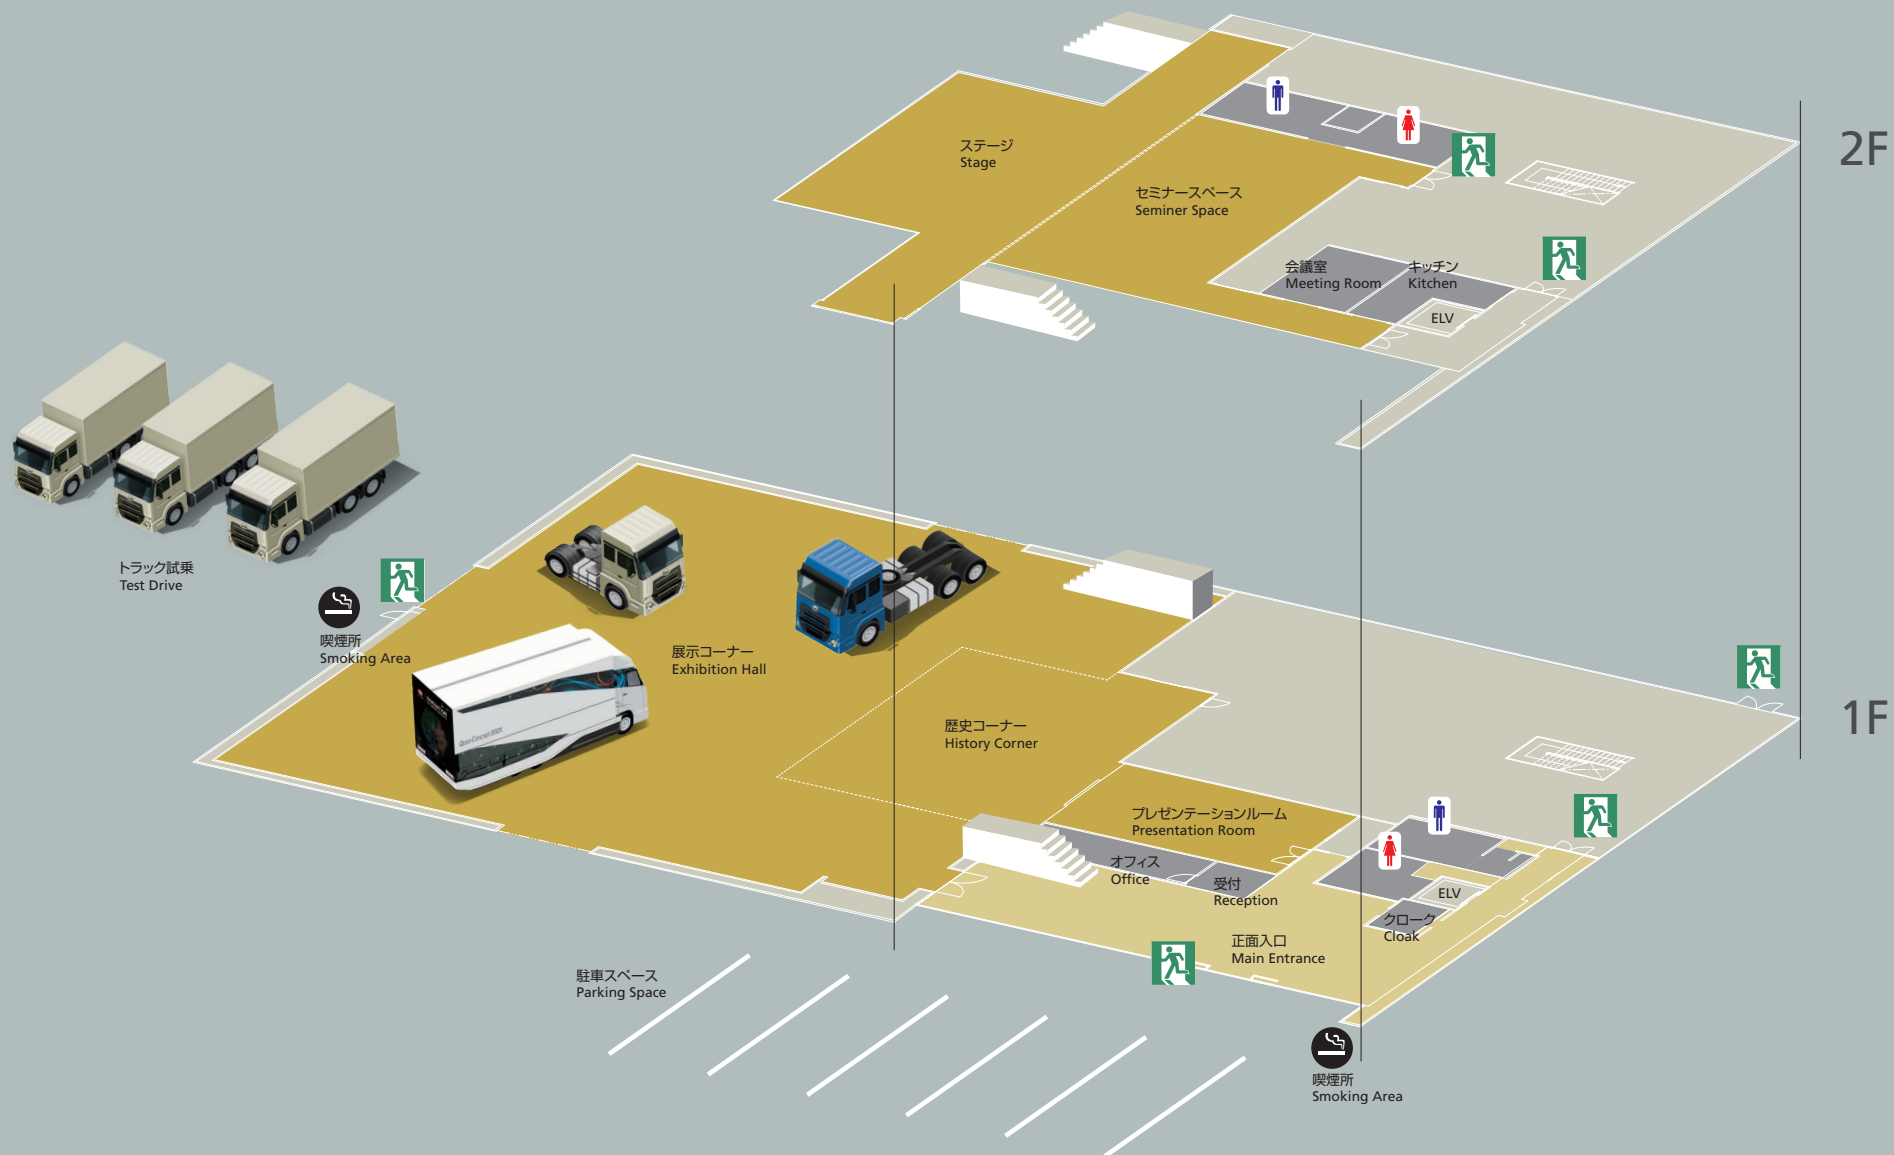 ステージ
Stage
2F
セミナースペース
Seminer Space
会議室
Meeting Room
キッチン
Kitchen
ELV
トラック試乗
Test Drive
喫煙所
Smoking Area
展示コーナー
Exhibition Hall
1F
歴史コーナー
History Corner
プレゼンテーションルーム
Presentation Room
オフィス
Office
受付
Reception
ELV
クローク
Cloak
正面入口
Main Entrance
駐車スペース
Parking Space
喫煙所
Smoking Area